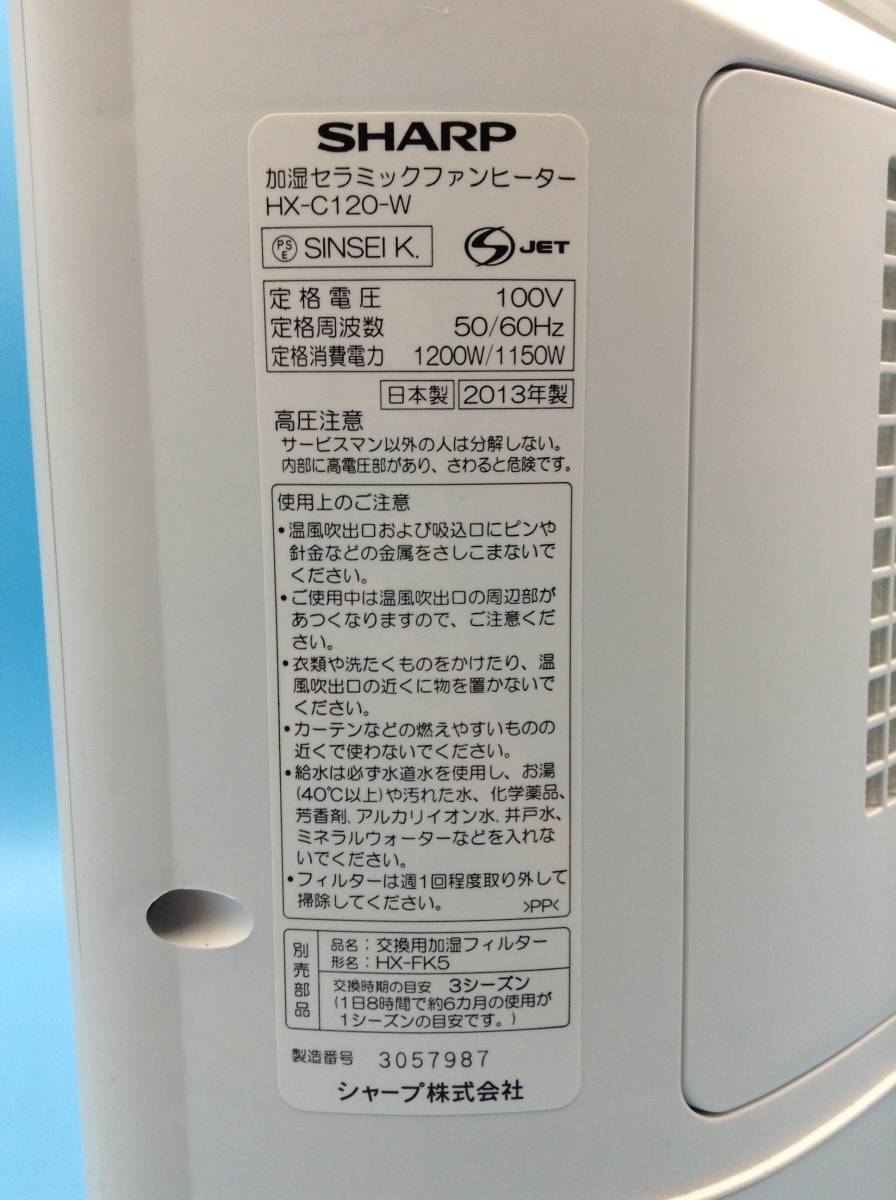 SHARP
加湿セラミックファンヒーター
HX-C120-W
PSE SINSEI K. S JET
定格電圧 100V
定格周波数 50/60Hz
定格消費電力 1200W/1150W
日本製 2013年製
高圧注意
サービスマン以外の人は分解しない。
内部に高電圧部があり、さわると危険です。
使用上のご注意
•温風吹出口および吸込口にピンや
針金などの金属をさしこまないで
ください。
•ご使用中は温風吹出口の周辺部が
あつくなりますので、ご注意くだ
さい。
•衣類や洗たくものをかけたり、温
風吹出口の近くに物を置かないで
ください。
•カーテンなどの燃えやすいものの
近くで使わないでください。
•給水は必ず水道水を使用し、お湯
(40℃以上)や汚れた水、化学薬品、
芳香剤、アルカリイオン水、井戸水、
ミネラルウォーターなどを入れな
いでください。
•フィルターは週1回程度取り外して
掃除してください。 >PP<
別売部品
品名：交換用加湿フィルター
形名：HX-FK5
交換時期の目安 3シーズン
(1日8時間で約6カ月の使用が
1シーズンの目安です。)
製造番号 3057987
シャープ株式会社